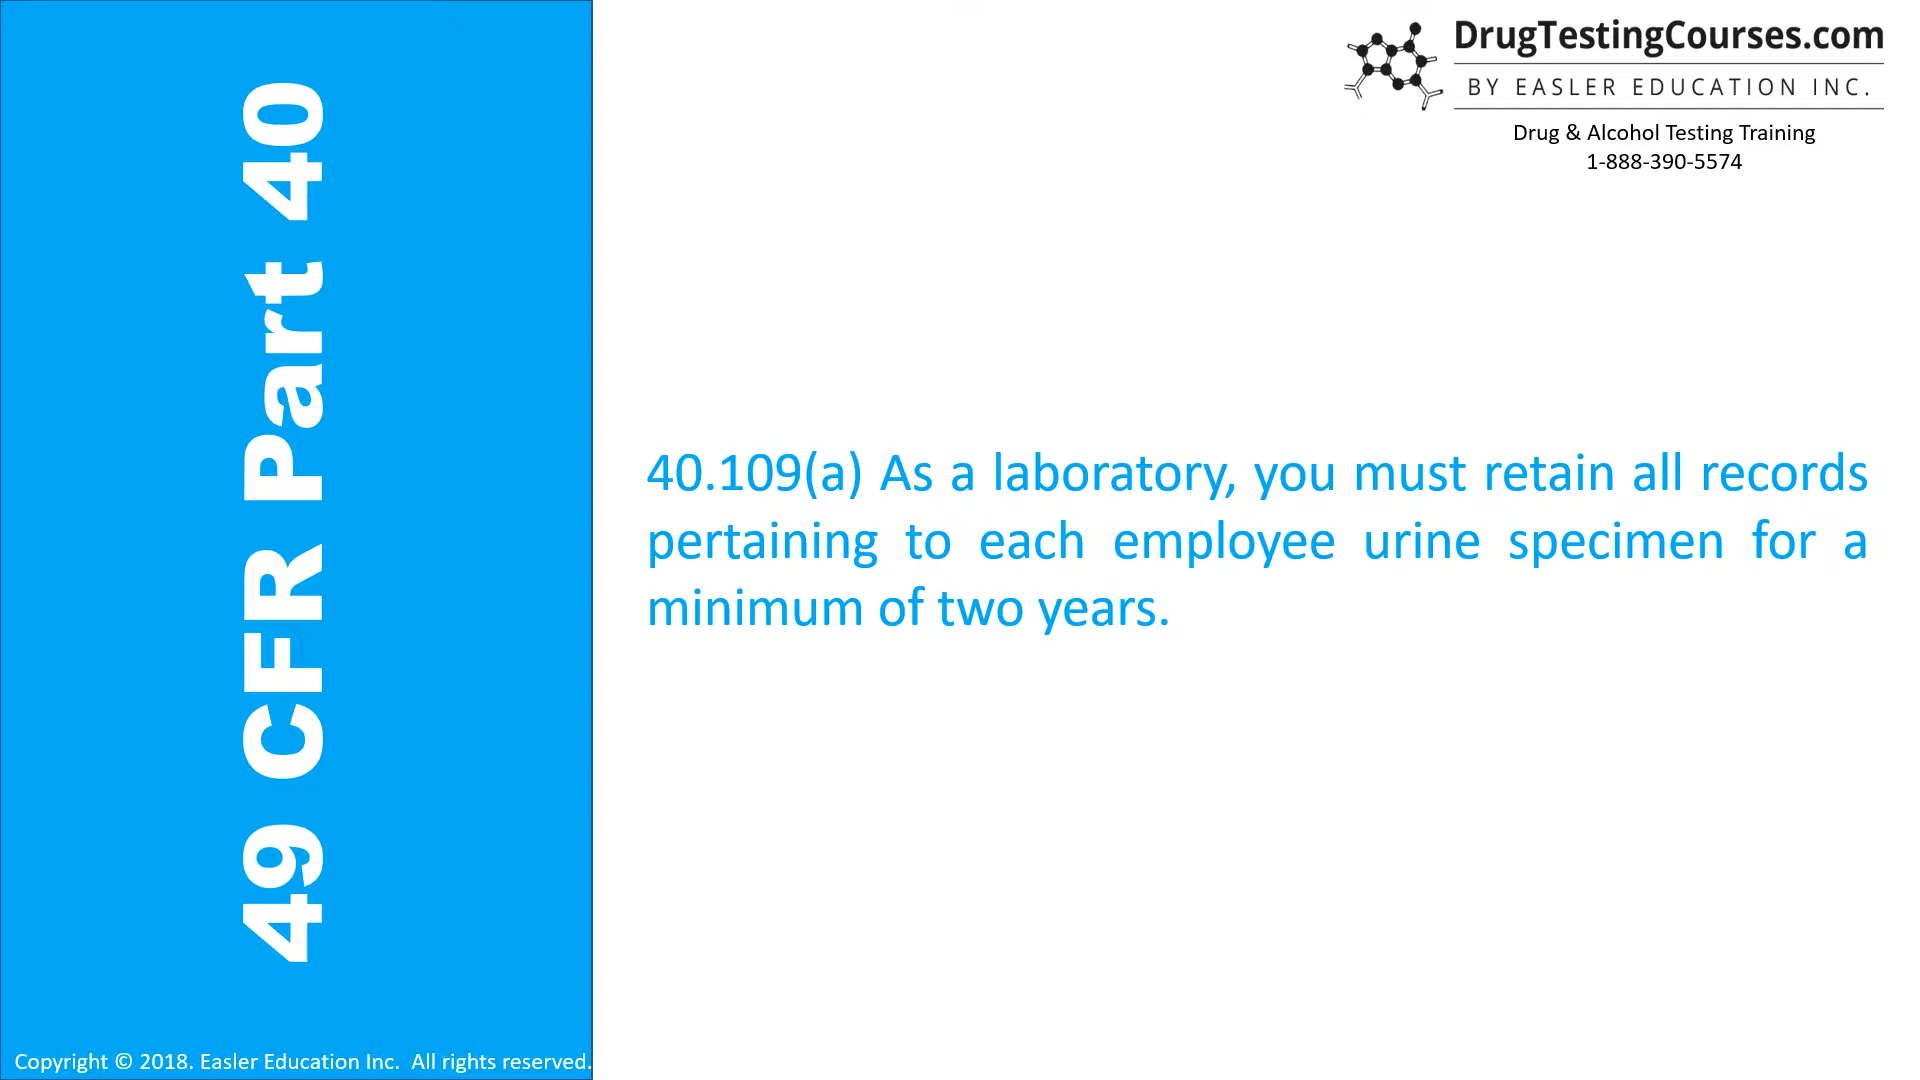 49 CFR Part 40
DrugTestingCourses.com
BY EASLER EDUCATION INC.
Drug & Alcohol Testing Training
1-888-390-5574
40.109(a) As a laboratory, you must retain all records
pertaining to each employee urine specimen for a
minimum of two years.
Copyright © 2018. Easler Education Inc.  All rights reserved.